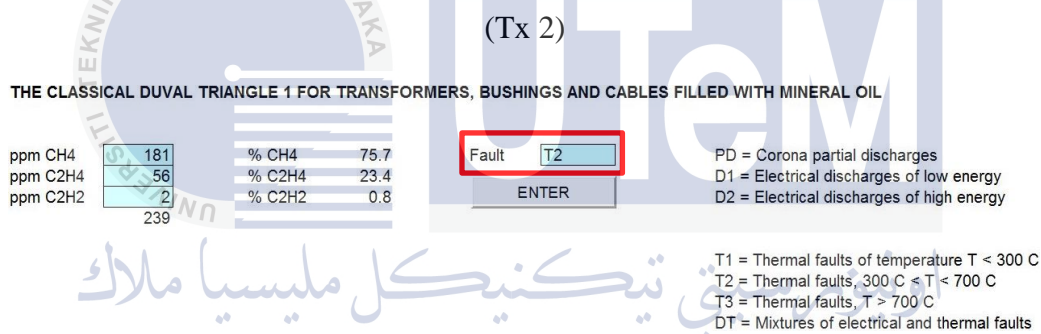 (Tx 2)
THE CLASSICAL DUVAL TRIANGLE 1 FOR TRANSFORMERS, BUSHINGS AND CABLES FILLED WITH MINERAL OIL
ppm CH4 181 % CH4 75.7 Fault T2 PD = Corona partial discharges
ppm C2H4 56 % C2H4 23.4 ENTER D1 = Electrical discharges of low energy
ppm C2H2 2 % C2H2 0.8 D2 = Electrical discharges of high energy
239
T1 = Thermal faults of temperature T < 300 C
T2 = Thermal faults, 300 C < T < 700 C
T3 = Thermal faults, T > 700 C
DT = Mixtures of electrical and thermal faults
UTeM
اونيۏرسيتي تيكنيكل مليسيا ملاك